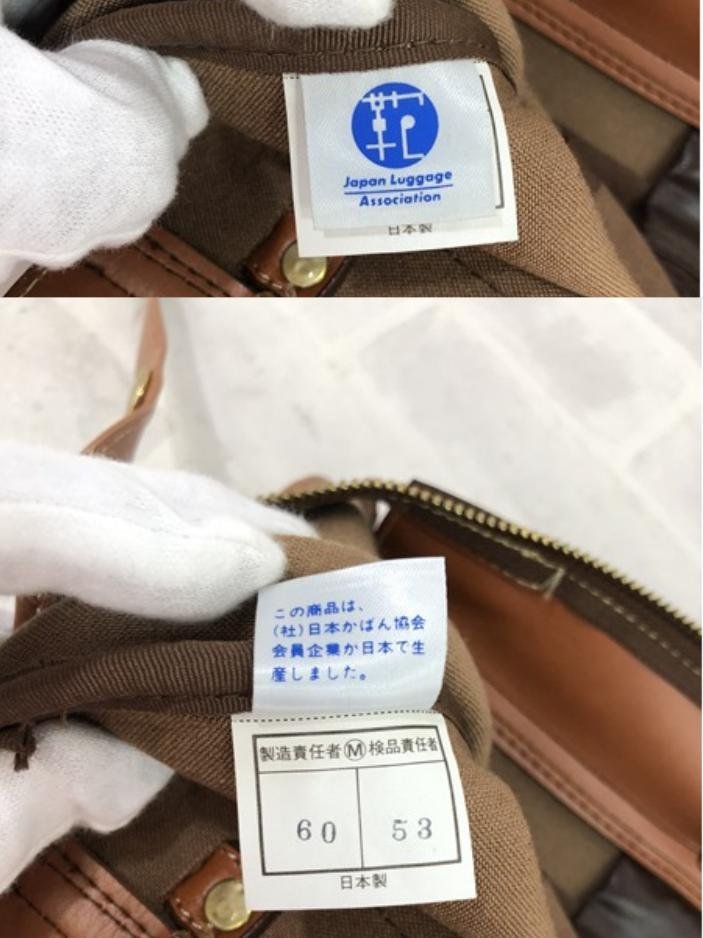 Japan Luggage
Association
日本製
この商品は、
(社)日本かばん協会
会員企業が日本で生
産しました。
製造責任者Ⓜ検品責任者
60 53
日本製